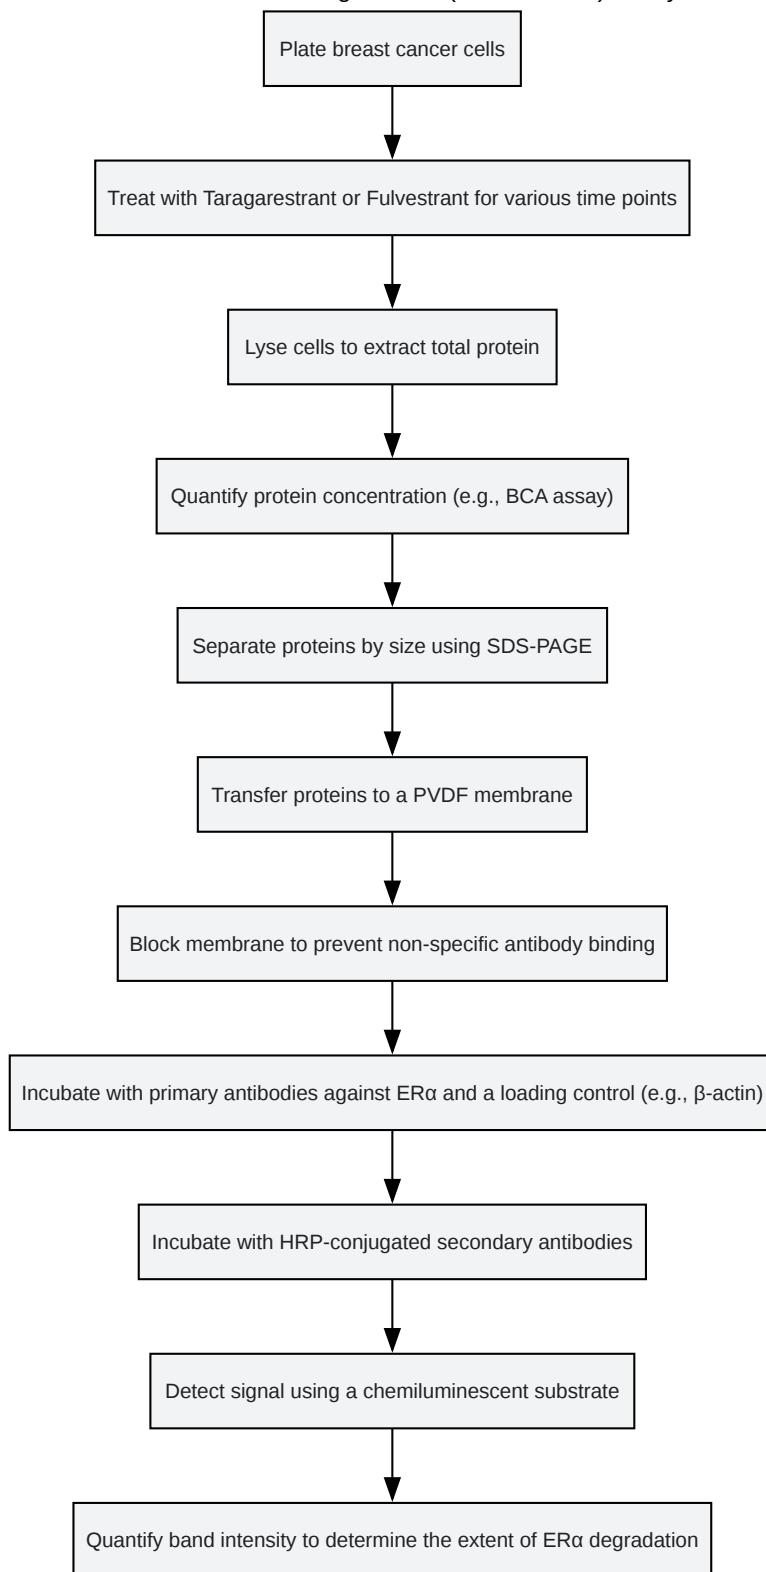 Plate breast cancer cells
Treat with Taragarestrant or Fulvestrant for various time points
Lyse cells to extract total protein
Quantify protein concentration (e.g., BCA assay)
Separate proteins by size using SDS-PAGE
Transfer proteins to a PVDF membrane
Block membrane to prevent non-specific antibody binding
Incubate with primary antibodies against ERα and a loading control (e.g., β-actin)
Incubate with HRP-conjugated secondary antibodies
Detect signal using a chemiluminescent substrate
Quantify band intensity to determine the extent of ERα degradation